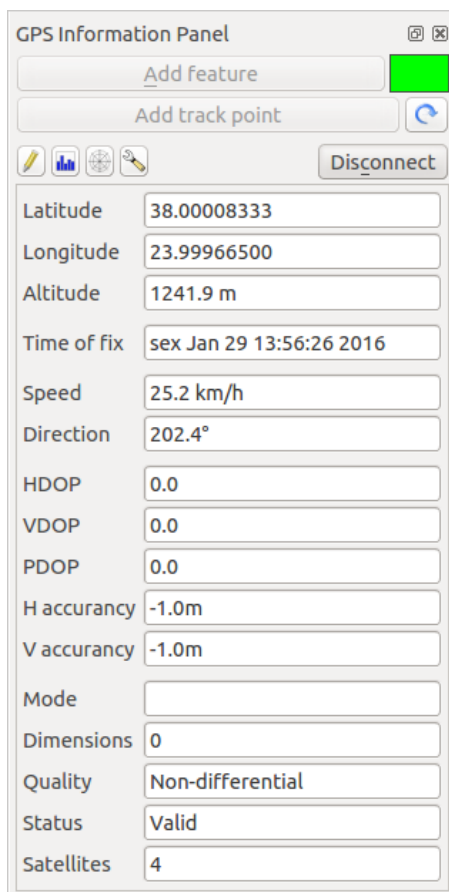 GPS Information Panel
Add feature
Add track point
Disconnect
Latitude 38.00008333
Longitude 23.99966500
Altitude 1241.9 m
Time of fix sex Jan 29 13:56:26 2016
Speed 25.2 km/h
Direction 202.4°
HDOP 0.0
VDOP 0.0
PDOP 0.0
H accurancy -1.0m
V accurancy -1.0m
Mode
Dimensions 0
Quality Non-differential
Status Valid
Satellites 4